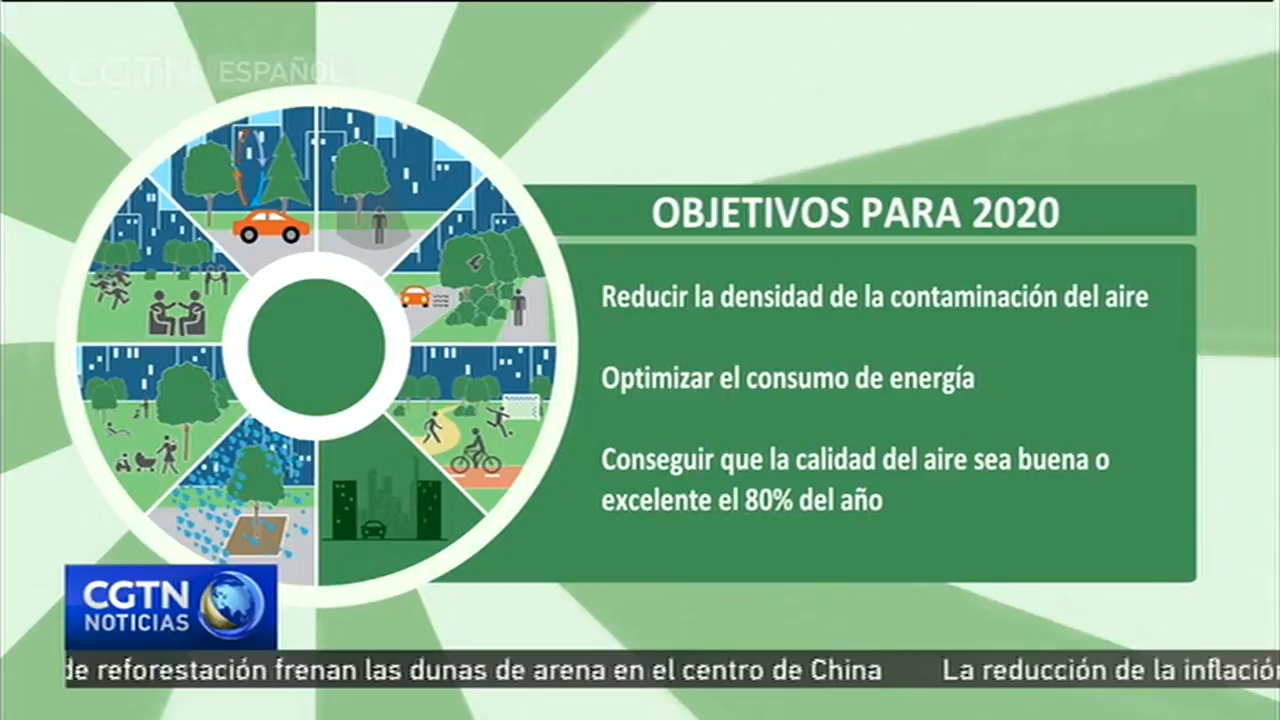 CGTN ESPAÑOL
OBJETIVOS PARA 2020
Reducir la densidad de la contaminación del aire
Optimizar el consumo de energía
Conseguir que la calidad del aire sea buena o
excelente el 80% del año
CGTN
NOTICIAS
de reforestación frenan las dunas de arena en el centro de China La reducción de la inflación